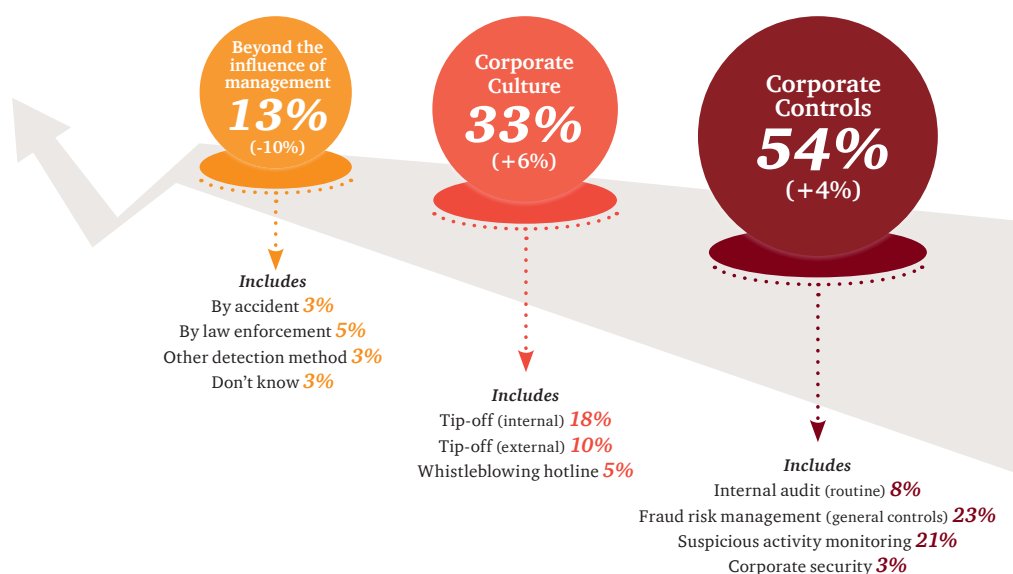 Beyond the
influence of
management
13%
(-10%)
Includes
By accident 3%
By law enforcement 5%
Other detection method 3%
Don’t know 3%
Corporate
Culture
33%
(+6%)
Includes
Tip-off (internal) 18%
Tip-off (external) 10%
Whistleblowing hotline 5%
Corporate
Controls
54%
(+4%)
Includes
Internal audit (routine) 8%
Fraud risk management (general controls) 23%
Suspicious activity monitoring 21%
Corporate security 3%